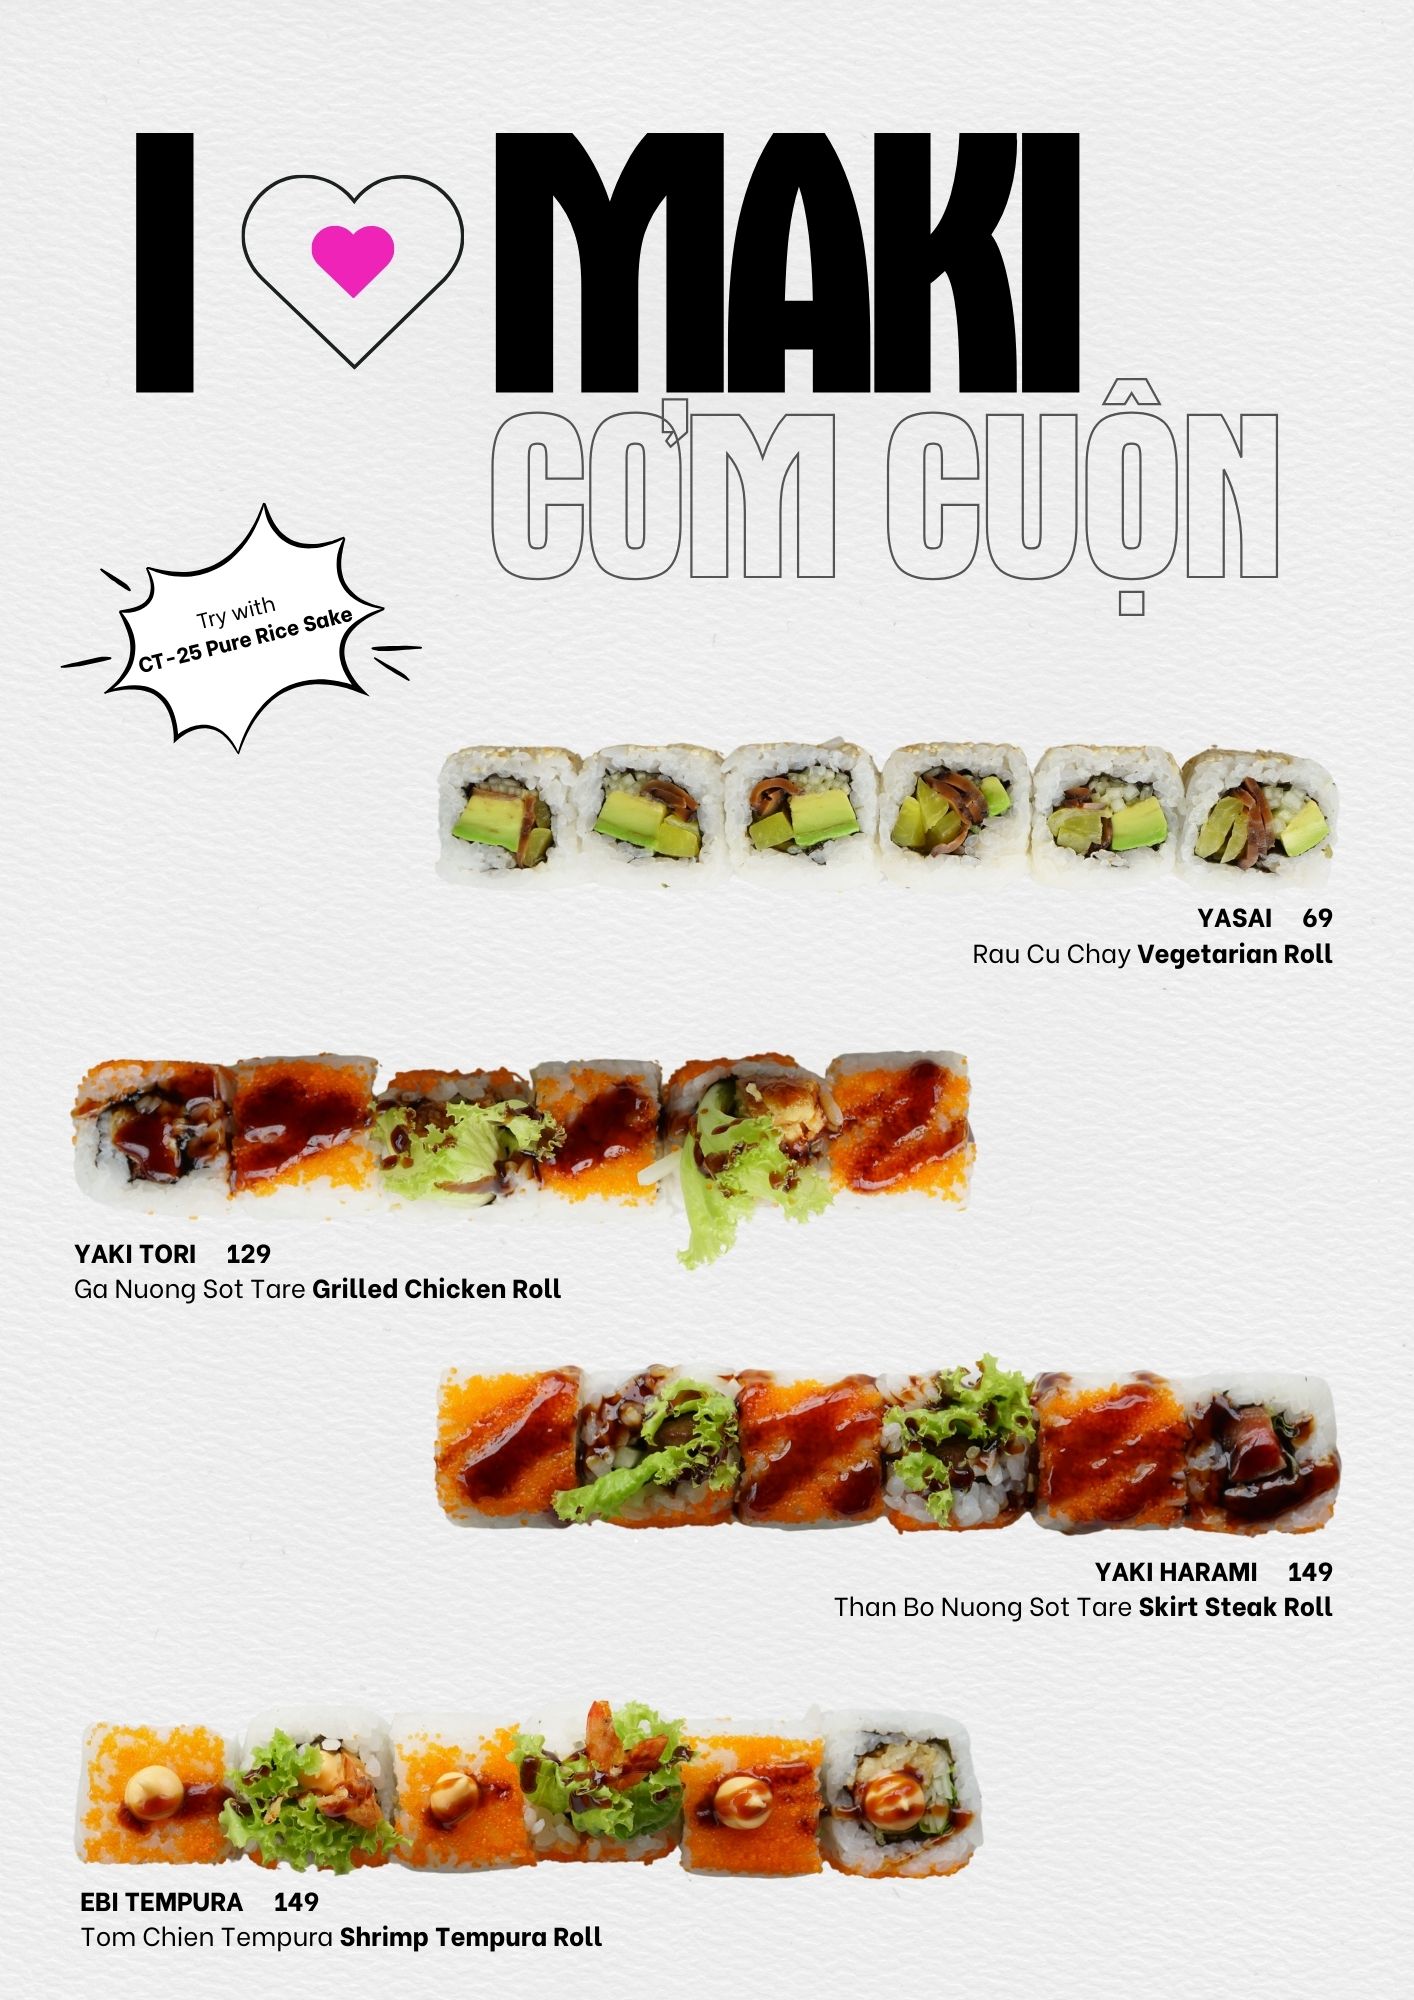 I MAKI
CƠM CUỘN
Try with
CT-25 Pure Rice Sake
YASAI 69
Rau Cu Chay Vegetarian Roll
YAKI TORI 129
Ga Nuong Sot Tare Grilled Chicken Roll
YAKI HARAMI 149
Than Bo Nuong Sot Tare Skirt Steak Roll
EBI TEMPURA 149
Tom Chien Tempura Shrimp Tempura Roll